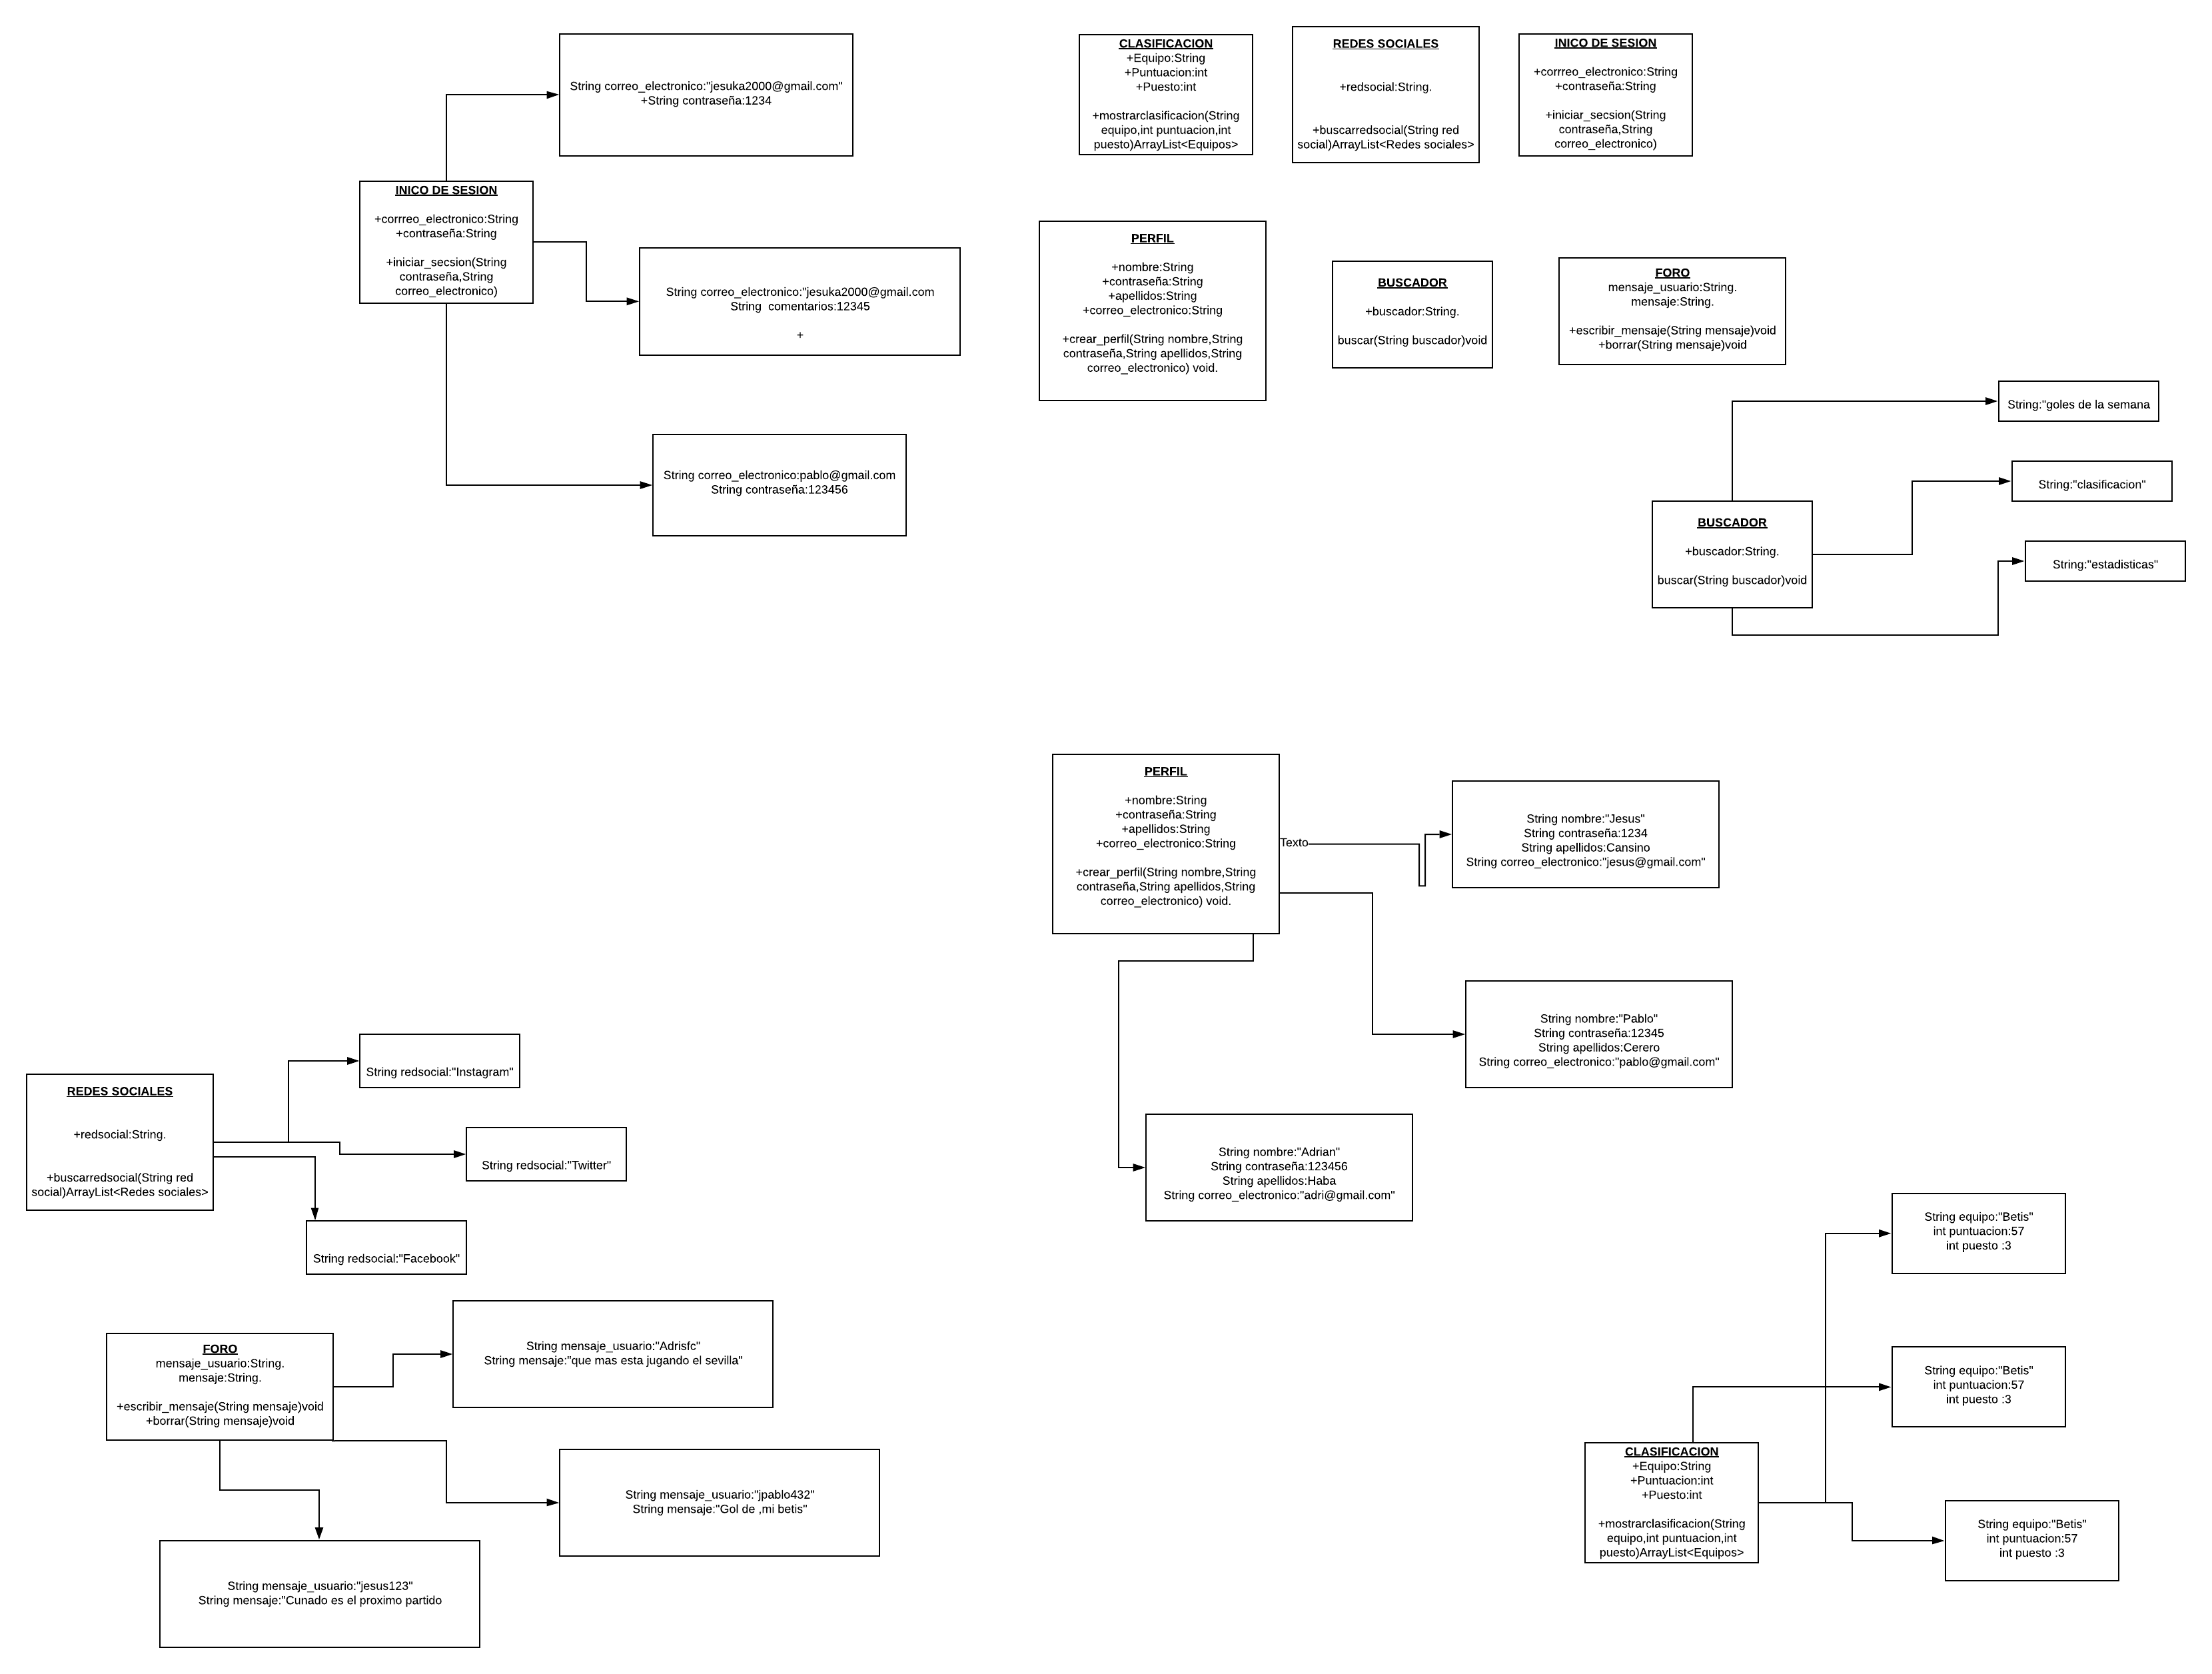 String correo_electronico:"jesuka2000@gmail.com"
+String contraseña:1234
INICO DE SESION
+corrreo_electronico:String
+contraseña:String
+iniciar_secsion(String
contraseña,String
correo_electronico)
String correo_electronico:"jesuka2000@gmail.com
String  comentarios:12345
+
String correo_electronico:pablo@gmail.com
String contraseña:123456
CLASIFICACION
+Equipo:String
+Puntuacion:int
+Puesto:int
+mostrarclasificacion(String
equipo,int puntuacion,int
puesto)ArrayList<Equipos>
REDES SOCIALES
+redsocial:String.
+buscarredsocial(String red
social)ArrayList<Redes sociales>
INICO DE SESION
+corrreo_electronico:String
+contraseña:String
+iniciar_secsion(String
contraseña,String
correo_electronico)
PERFIL
+nombre:String
+contraseña:String
+apellidos:String
+correo_electronico:String
+crear_perfil(String nombre,String
contraseña,String apellidos,String
correo_electronico) void.
BUSCADOR
+buscador:String.
buscar(String buscador)void
FORO
mensaje_usuario:String.
mensaje:String.
+escribir_mensaje(String mensaje)void
+borrar(String mensaje)void
String:"goles de la semana
String:"clasificacion"
BUSCADOR
+buscador:String.
buscar(String buscador)void
String:"estadisticas"
PERFIL
+nombre:String
+contraseña:String
+apellidos:String
+correo_electronico:String
+crear_perfil(String nombre,String
contraseña,String apellidos,String
correo_electronico) void.
Texto
String nombre:"Jesus"
String contraseña:1234
String apellidos:Cansino
String correo_electronico:"jesus@gmail.com"
String nombre:"Pablo"
String contraseña:12345
String apellidos:Cerero
String correo_electronico:"pablo@gmail.com"
String nombre:"Adrian"
String contraseña:123456
String apellidos:Haba
String correo_electronico:"adri@gmail.com"
REDES SOCIALES
+redsocial:String.
+buscarredsocial(String red
social)ArrayList<Redes sociales>
String redsocial:"Instagram"
String redsocial:"Twitter"
String redsocial:"Facebook"
FORO
mensaje_usuario:String.
mensaje:String.
+escribir_mensaje(String mensaje)void
+borrar(String mensaje)void
String mensaje_usuario:"Adrisfc"
String mensaje:"que mas esta jugando el sevilla"
String mensaje_usuario:"jpablo432"
String mensaje:"Gol de ,mi betis"
String mensaje_usuario:"jesus123"
String mensaje:"Cunado es el proximo partido
String equipo:"Betis"
int puntuacion:57
int puesto :3
String equipo:"Betis"
int puntuacion:57
int puesto :3
CLASIFICACION
+Equipo:String
+Puntuacion:int
+Puesto:int
+mostrarclasificacion(String
equipo,int puntuacion,int
puesto)ArrayList<Equipos>
String equipo:"Betis"
int puntuacion:57
int puesto :3